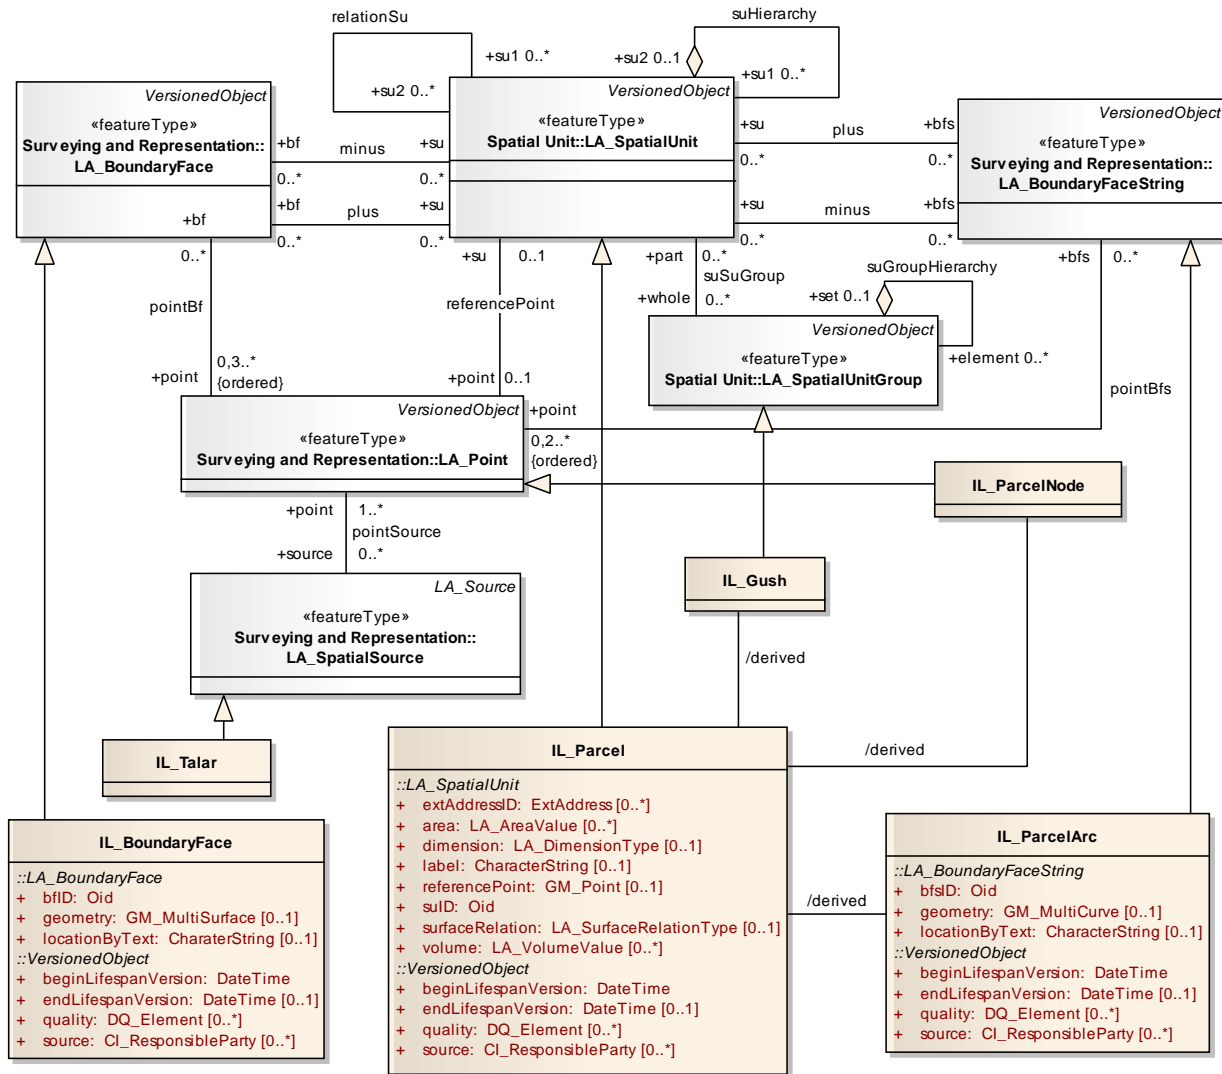 relationSu
suHierarchy
+su1 0..*
+su2 0..*
+su2 0..1
+su1 0..*
VersionedObject
«featureType»
Surveying and Representation::
LA_BoundaryFace
VersionedObject
«featureType»
Spatial Unit::LA_SpatialUnit
VersionedObject
«featureType»
Surveying and Representation::
LA_BoundaryFaceString
+bf
minus
+su
0..*
0..*
+bf
plus
+su
0..*
0..*
+su
plus
+bfs
0..*
0..*
+su
minus
+bfs
0..*
0..*
+bf
0..*
pointBf
0,3..*
+point
{ordered}
+su
0..1
referencePoint
+point
0..1
+part
0..*
suSuGroup
+whole
0..*
suGroupHierarchy
+set 0..1
+element 0..*
+bfs
0..*
pointBfs
VersionedObject
«featureType»
Spatial Unit::LA_SpatialUnitGroup
VersionedObject
«featureType»
Surveying and Representation::LA_Point
+point
0,2..*
{ordered}
IL_ParcelNode
+point
1..*
pointSource
+source
0..*
IL_Gush
LA_Source
«featureType»
Surveying and Representation::
LA_SpatialSource
/derived
/derived
/derived
IL_Talar
IL_BoundaryFace
::LA_BoundaryFace
+ bfID: Oid
+ geometry: GM_MultiSurface [0..1]
+ locationByText: CharaterString [0..1]
::VersionedObject
+ beginLifespanVersion: DateTime
+ endLifespanVersion: DateTime [0..1]
+ quality: DQ_Element [0..*]
+ source: CI_ResponsibleParty [0..*]
IL_Parcel
::LA_SpatialUnit
+ extAddressID: ExtAddress [0..*]
+ area: LA_AreaValue [0..*]
+ dimension: LA_DimensionType [0..1]
+ label: CharacterString [0..1]
+ referencePoint: GM_Point [0..1]
+ suID: Oid
+ surfaceRelation: LA_SurfaceRelationType [0..1]
+ volume: LA_VolumeValue [0..*]
::VersionedObject
+ beginLifespanVersion: DateTime
+ endLifespanVersion: DateTime [0..1]
+ quality: DQ_Element [0..*]
+ source: CI_ResponsibleParty [0..*]
IL_ParcelArc
::LA_BoundaryFaceString
+ bfsID: Oid
+ geometry: GM_MultiCurve [0..1]
+ locationByText: CharacterString [0..1]
::VersionedObject
+ beginLifespanVersion: DateTime
+ endLifespanVersion: DateTime [0..1]
+ quality: DQ_Element [0..*]
+ source: CI_ResponsibleParty [0..*]